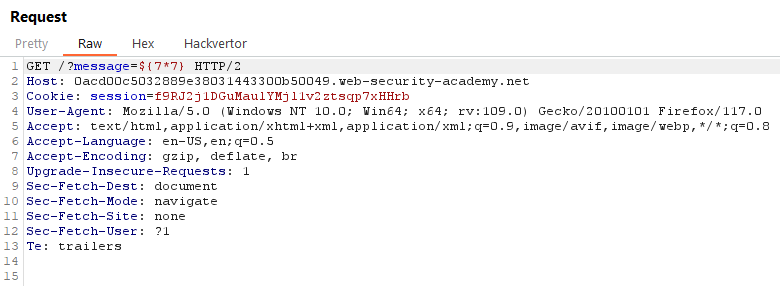 Request
Pretty Raw Hex Hackvertor
1 GET /?message=${7*7} HTTP/2
2 Host: 0acd00c5032889e38031443300b50049.web-security-academy.net
3 Cookie: session=f9RJ2j1DGuMaulYMjl1v2ztsqp7xHHrb
4 User-Agent: Mozilla/5.0 (Windows NT 10.0; Win64; x64; rv:109.0) Gecko/20100101 Firefox/117.0
5 Accept: text/html,application/xhtml+xml,application/xml;q=0.9,image/avif,image/webp,*/*;q=0.8
6 Accept-Language: en-US,en;q=0.5
7 Accept-Encoding: gzip, deflate, br
8 Upgrade-Insecure-Requests: 1
9 Sec-Fetch-Dest: document
10 Sec-Fetch-Mode: navigate
11 Sec-Fetch-Site: none
12 Sec-Fetch-User: ?1
13 Te: trailers
14
15